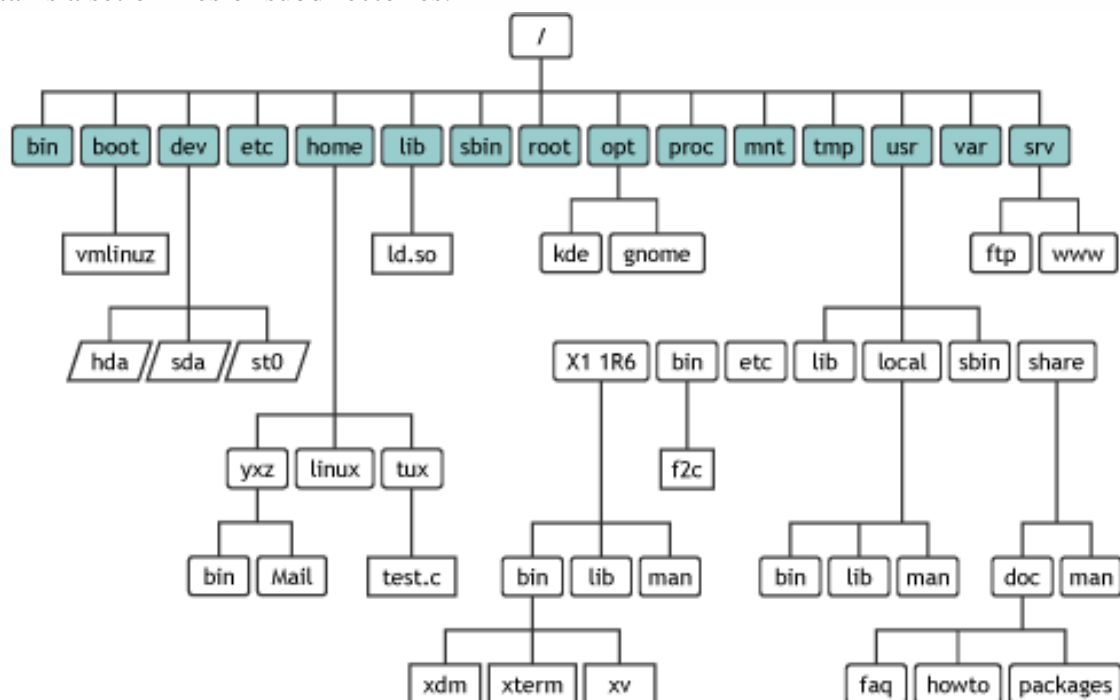 /
bin boot dev etc home lib sbin root opt proc mnt tmp usr var srv
vmlinuz ld.so kde gnome ftp www
hda sda st0 X1 1R6 bin etc lib local sbin share
yxz linux tux f2c
bin Mail test.c bin lib man bin lib man doc man
xdm xterm xv faq howto packages